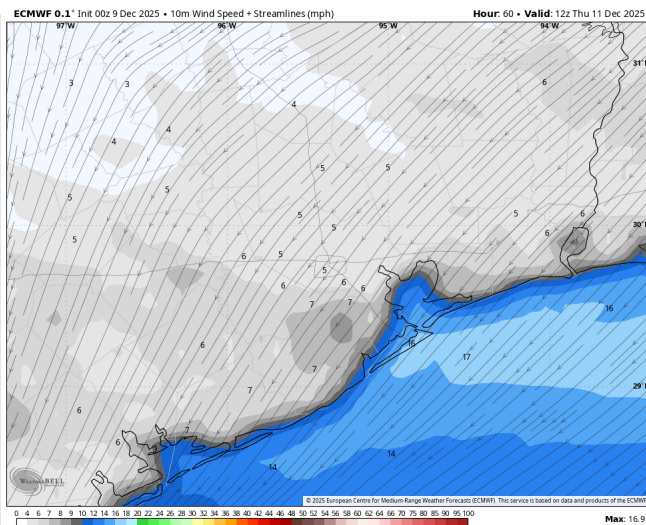 ECMWF 0.1° Init 00z 9 Dec 2025 • 10m Wind Speed + Streamlines (mph) Hour: 60 • Valid: 12z Thu 11 Dec 2025
97°W 96°W 95°W 94°W
31°
3 3 6
4
4
4
5 5 5
5
5 5 6
30°
5 5 6
6 5
5
6 6 6
7 7
16
6
16
17
7
29°
7
6
7
6
14 14
WeatherBELL
© 2025 European Centre for Medium-Range Weather Forecasts (ECMWF). This service is based on data and products of the ECMWF
0 4 6 8 9 10 12 14 16 18 20 22 24 26 28 30 32 34 36 38 40 42 44 46 48 50 52 54 56 58 60 65 70 75 80 85 90 95 100
Max: 16.9